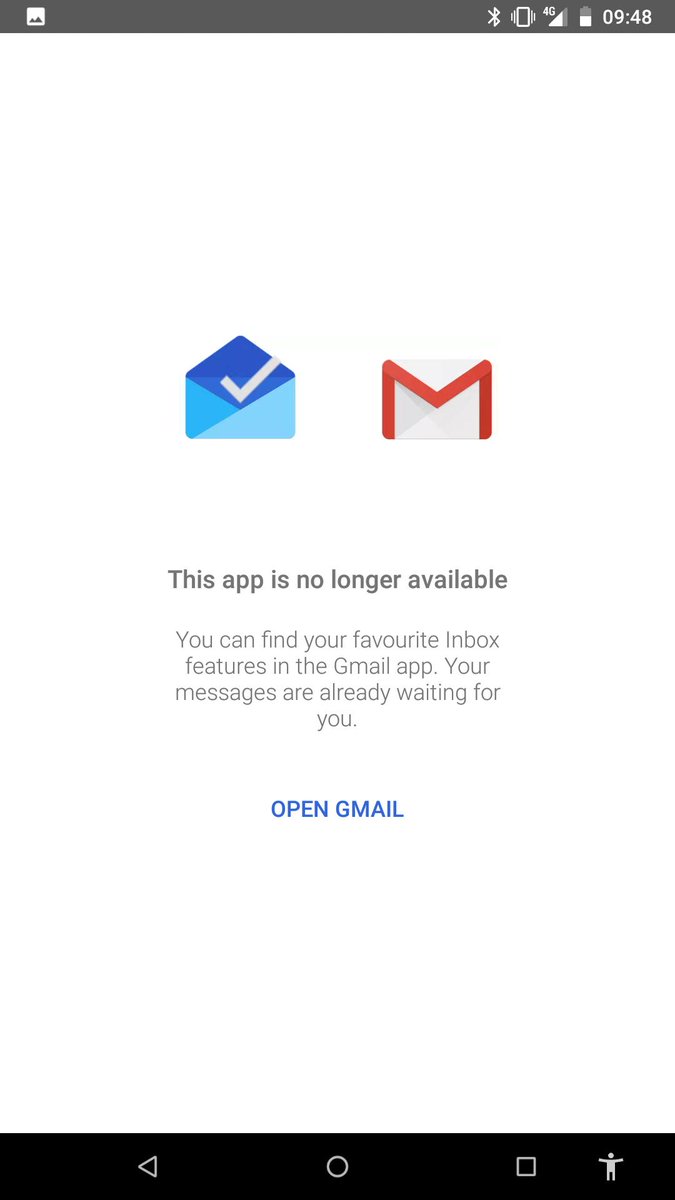 4G 09:48
This app is no longer available
You can find your favourite Inbox
features in the Gmail app. Your
messages are already waiting for
you.
OPEN GMAIL